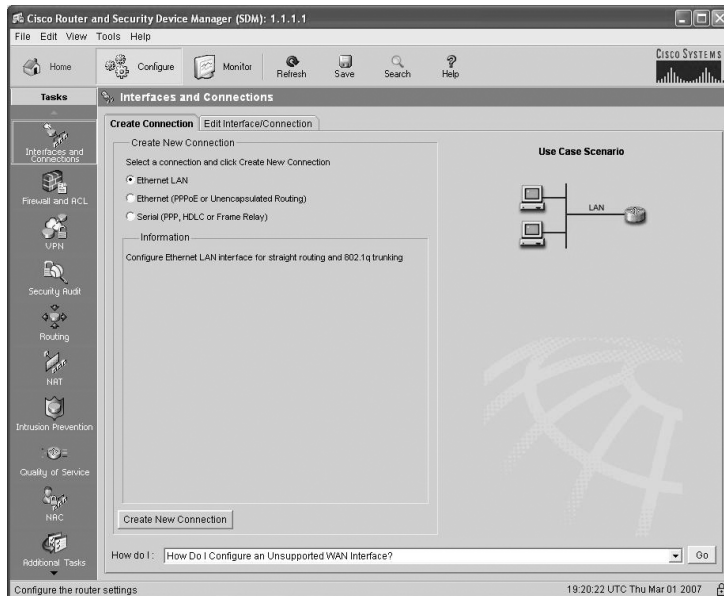 Cisco Router and Security Device Manager (SDM): 1.1.1.1
File Edit View Tools Help
Home
Configure
Monitor
Refresh
Save
Search
Help
CISCO SYSTEMS
Tasks
Interfaces and Connections
Interfaces and
Connections
Firewall and ACL
VPN
Security Audit
Routing
NAT
Intrusion Prevention
Quality of Service
NAC
Additional Tasks
Create Connection
Edit Interface/Connection
Create New Connection
Select a connection and click Create New Connection
Ethernet LAN
Ethernet (PPPoE or Unencapsulated Routing)
Serial (PPP, HDLC or Frame Relay)
Information
Configure Ethernet LAN interface for straight routing and 802.1q trunking
Use Case Scenario
LAN
Create New Connection
How do I: How Do I Configure an Unsupported WAN Interface?
Go
Configure the router settings
19:20:22 UTC Thu Mar 01 2007